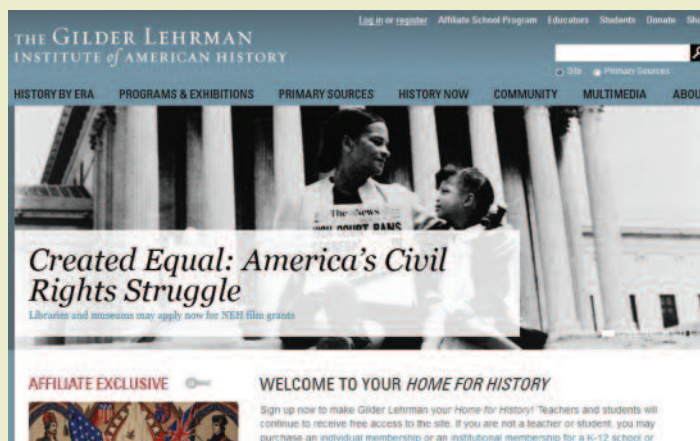 Log in or register Affiliate School Program Educators Students Donate
THE GILDER LEHRMAN
INSTITUTE of AMERICAN HISTORY
Site Primary Sources
HISTORY BY ERA PROGRAMS & EXHIBITIONS PRIMARY SOURCES HISTORY NOW COMMUNITY MULTIMEDIA ABOU
The News
HIGH COURT BANS
Created Equal: America's Civil
Rights Struggle
Libraries and museums may apply now for NEH film grants
AFFILIATE EXCLUSIVE WELCOME TO YOUR HOME FOR HISTORY!
Sign up now to make Gilder Lehrman your Home for History! Teachers and students will
continue to receive free access to the site. If you are not a teacher or student, you may
purchase an individual membership or an institutional membership for a K-12 school or